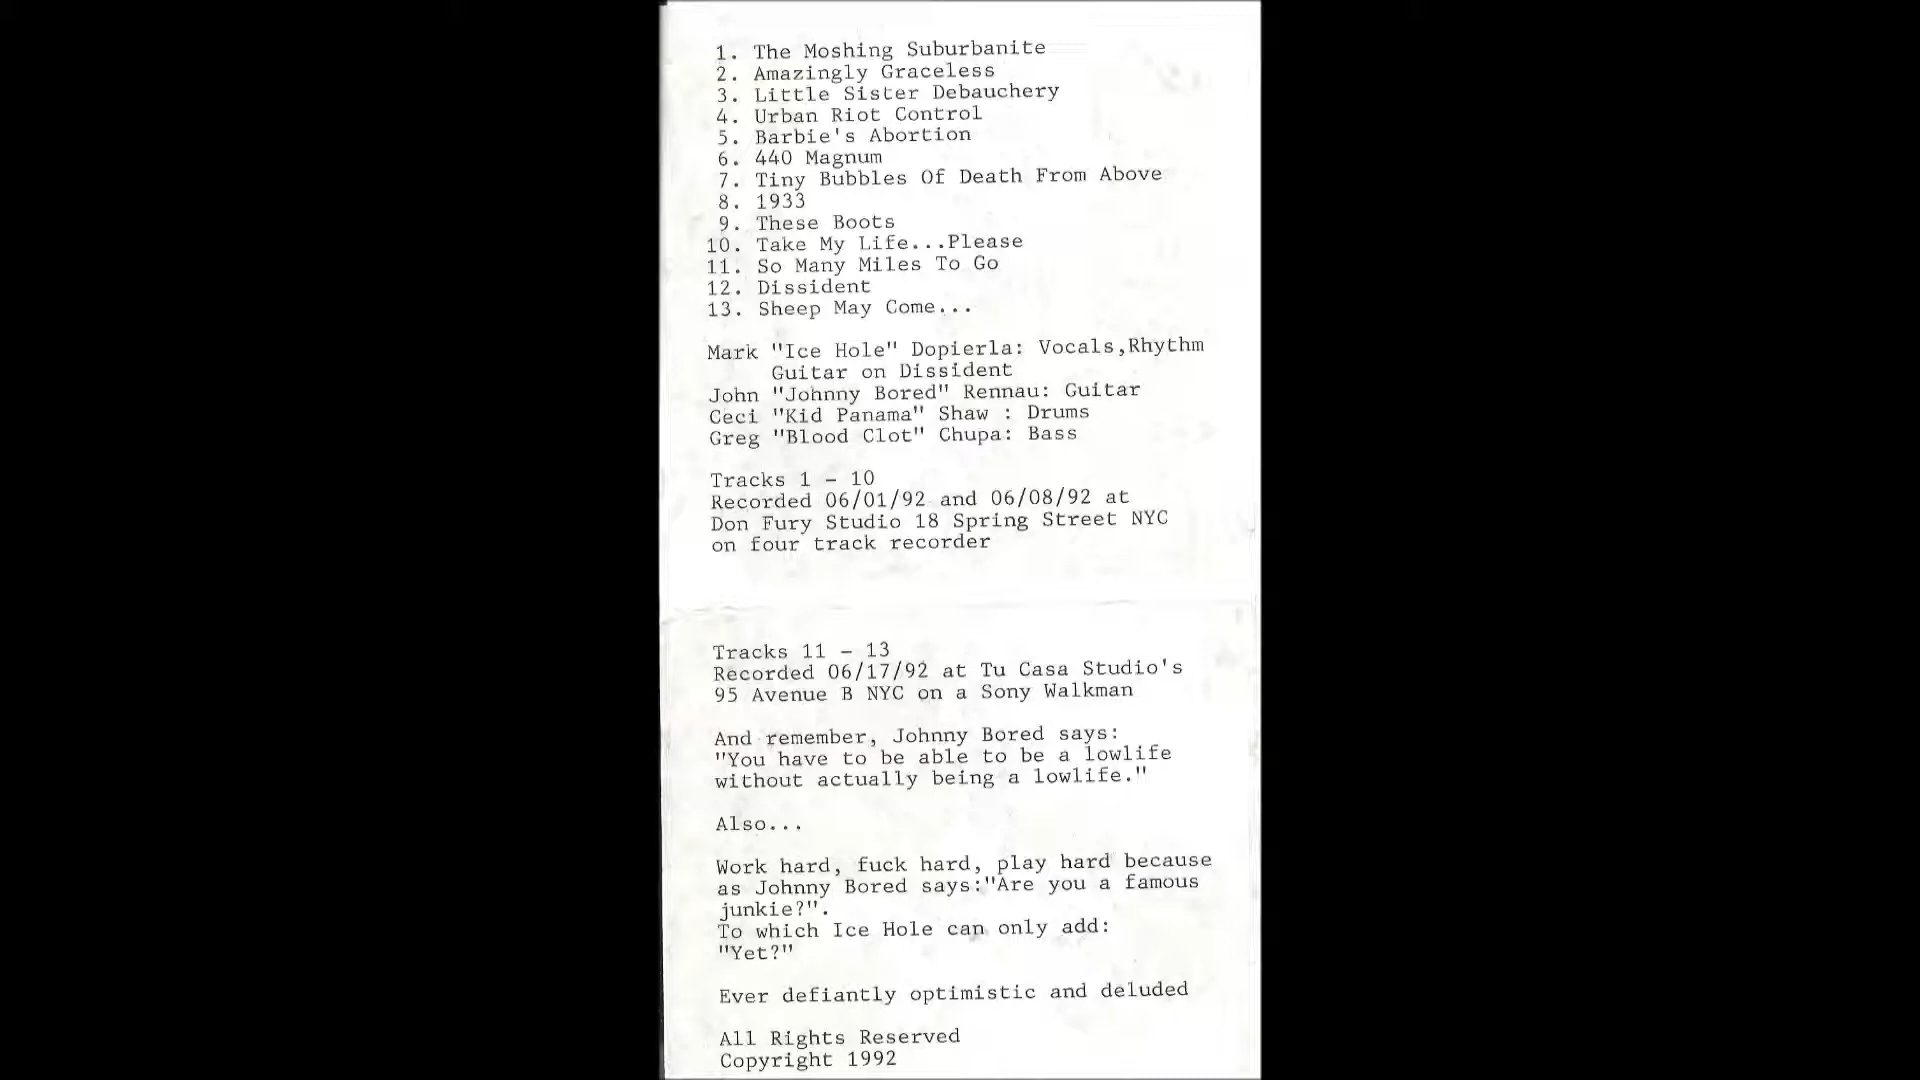 1. The Moshing Suburbanite
2. Amazingly Graceless
3. Little Sister Debauchery
4. Urban Riot Control
5. Barbie's Abortion
6. 440 Magnum
7. Tiny Bubbles Of Death From Above
8. 1933
9. These Boots
10. Take My Life...Please
11. So Many Miles To Go
12. Dissident
13. Sheep May Come...
Mark "Ice Hole" Dopierla: Vocals,Rhythm
Guitar on Dissident
John "Johnny Bored" Rennau: Guitar
Ceci "Kid Panama" Shaw : Drums
Greg "Blood Clot" Chupa: Bass
Tracks 1 - 10
Recorded 06/01/92 and 06/08/92 at
Don Fury Studio 18 Spring Street NYC
on four track recorder
Tracks 11 - 13
Recorded 06/17/92 at Tu Casa Studio's
95 Avenue B NYC on a Sony Walkman
And remember, Johnny Bored says:
"You have to be able to be a lowlife
without actually being a lowlife."
Also...
Work hard, fuck hard, play hard because
as Johnny Bored says:"Are you a famous
junkie?".
To which Ice Hole can only add:
"Yet?"
Ever defiantly optimistic and deluded
All Rights Reserved
Copyright 1992